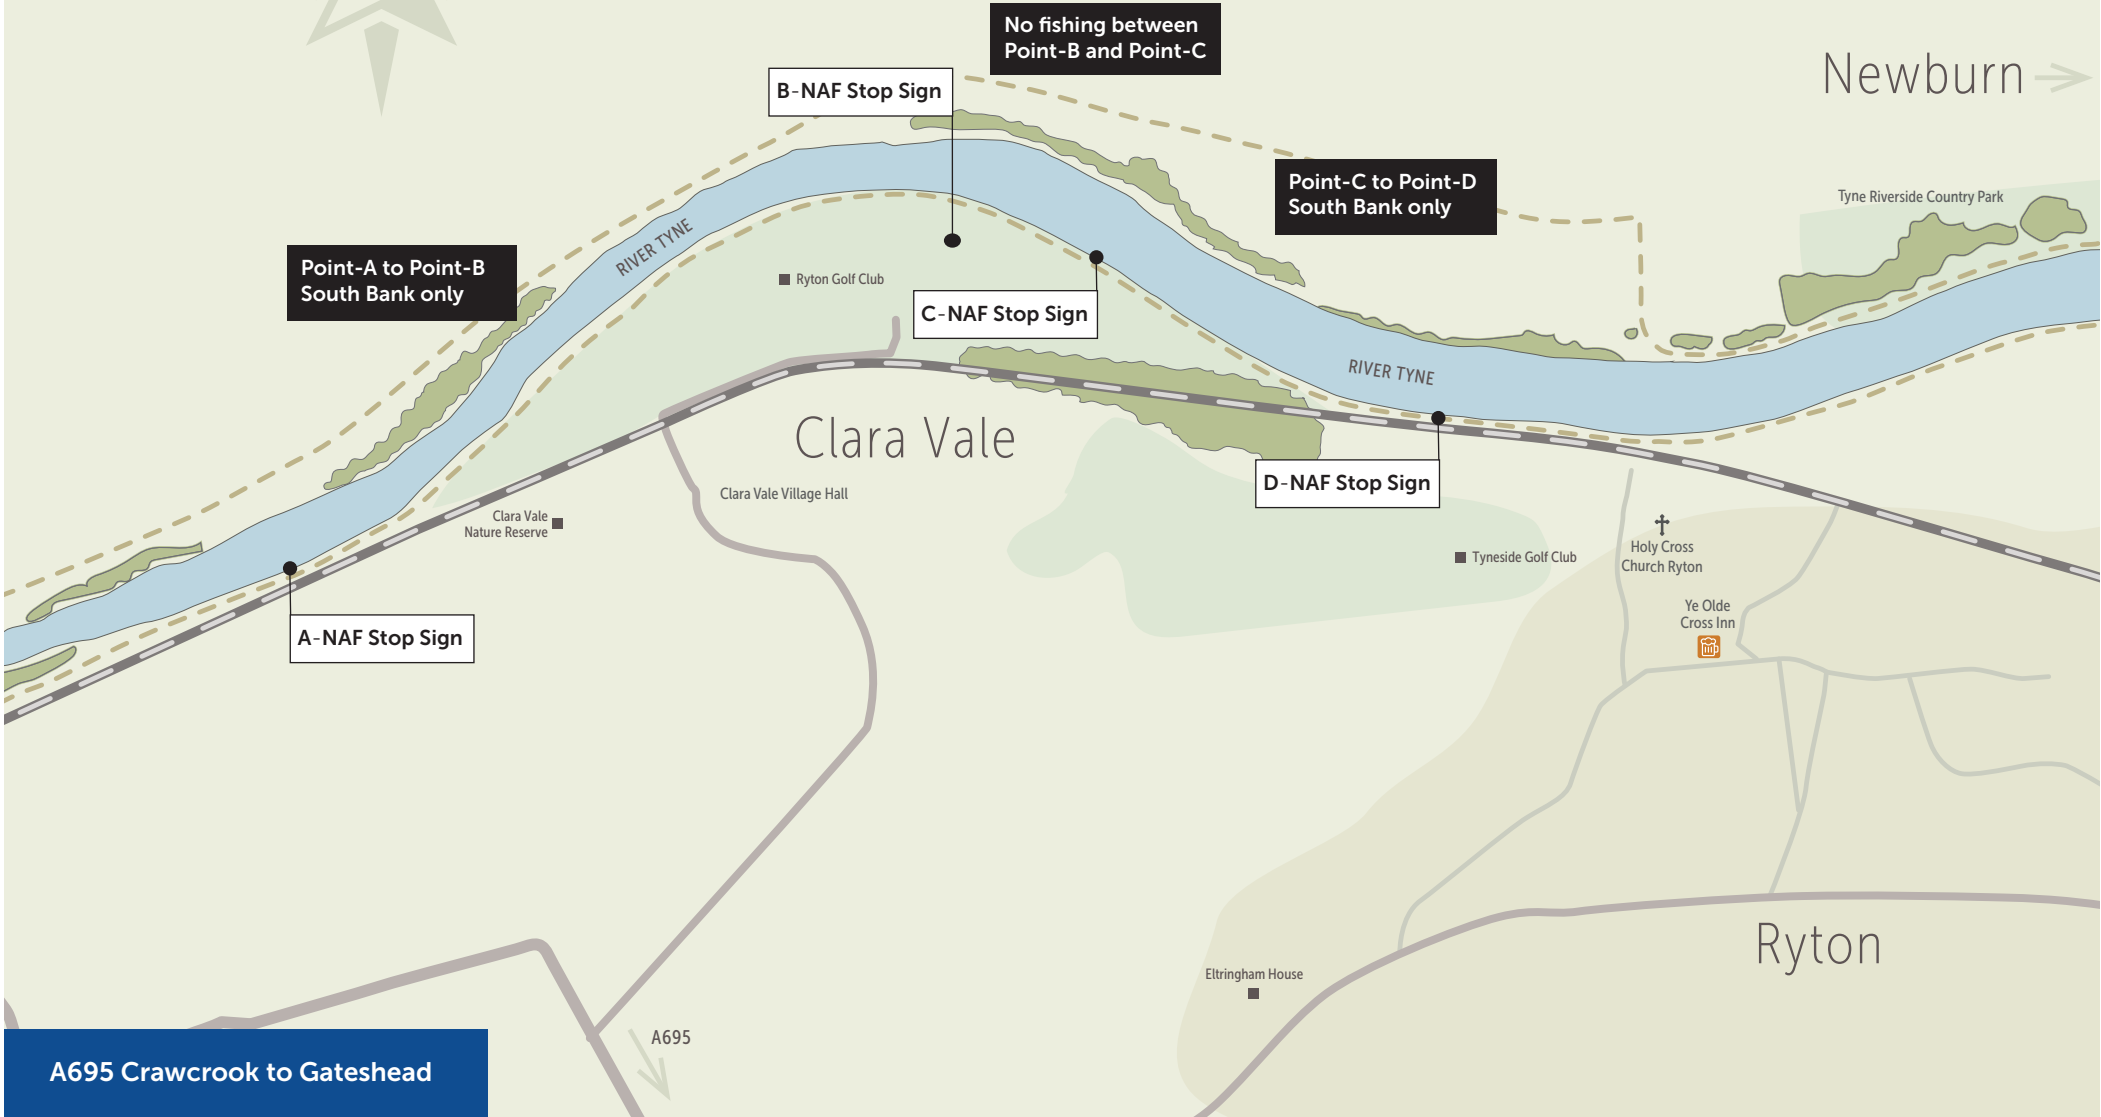 No fishing between
Point-B and Point-C
Newburn
B-NAF Stop Sign
Point-C to Point-D
South Bank only
Tyne Riverside Country Park
RIVER TYNE
Point-A to Point-B
South Bank only
Ryton Golf Club
C-NAF Stop Sign
RIVER TYNE
Clara Vale
D-NAF Stop Sign
Clara Vale Village Hall
Clara Vale
Nature Reserve
Tyneside Golf Club
Holy Cross
Church Ryton
Ye Olde
Cross Inn
A-NAF Stop Sign
Ryton
Eltringham House
A695
A695 Crawcrook to Gateshead